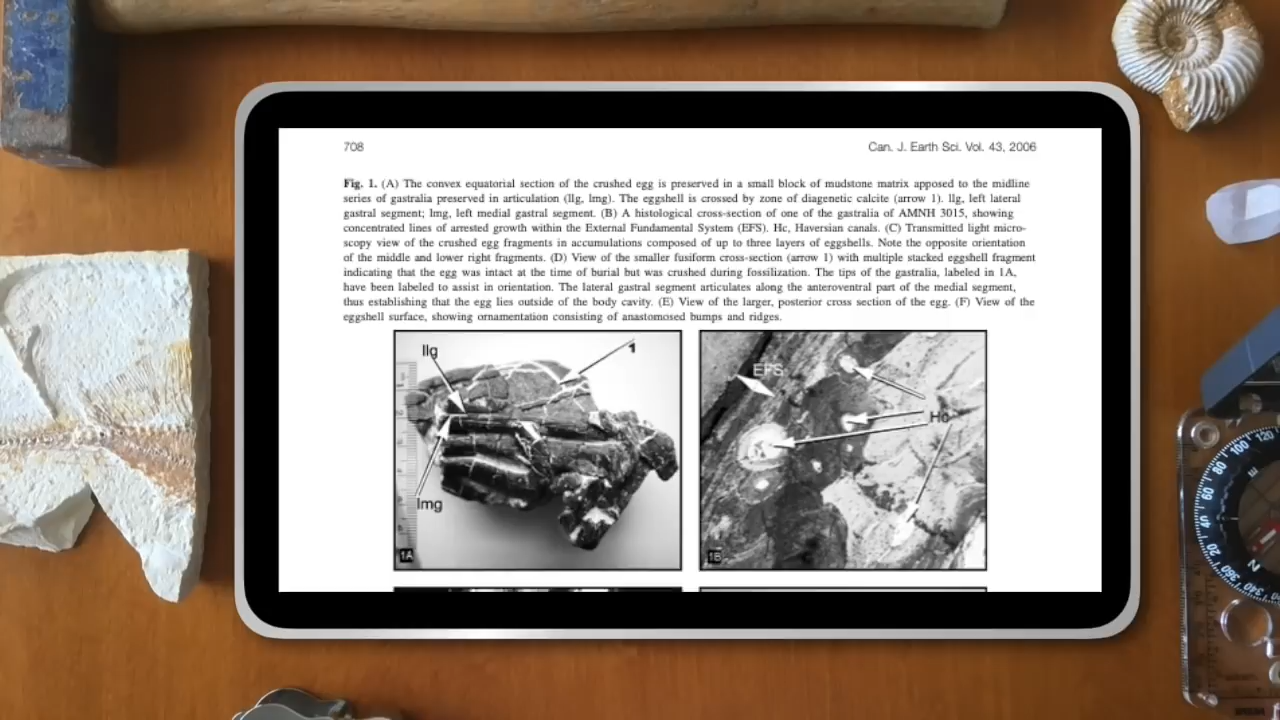 708
Can. J. Earth Sci. Vol. 43, 2006
Fig. 1. (A) The convex equatorial section of the crushed egg is preserved in a small block of mudstone matrix apposed to the midline
series of gastralia preserved in articulation (llg, lmg). The eggshell is crossed by zone of diagenetic calcite (arrow 1). llg, left lateral
gastral segment; lmg, left medial gastral segment. (B) A histological cross-section of one of the gastralia of AMNH 3015, showing
concentrated lines of arrested growth within the External Fundamental System (EFS). Hc, Haversian canals. (C) Transmitted light micro-
scopy view of the crushed egg fragments in accumulations composed of up to three layers of eggshells. Note the opposite orientation
of the middle and lower right fragments. (D) View of the smaller fusiform cross-section (arrow 1) with multiple stacked eggshell fragment
indicating that the egg was intact at the time of burial but was crushed during fossilization. The tips of the gastralia, labeled in 1A,
have been labeled to assist in orientation. The lateral gastral segment articulates along the anteroventral part of the medial segment,
thus establishing that the egg lies outside of the body cavity. (E) View of the larger, posterior cross section of the egg. (F) View of the
eggshell surface, showing ornamentation consisting of anastomosed bumps and ridges.
llg
1
lmg
1A
EFS
Hc
1B
120
100
80
60
40
20
360
340
N
E